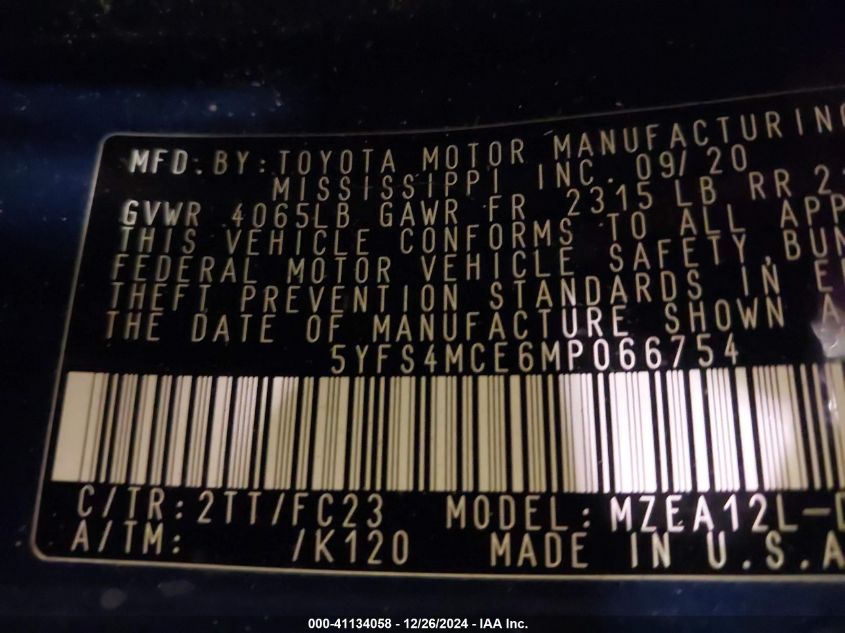 MFD. BY: TOYOTA MOTOR MANUFACTURING
MISSISSIPPI INC. 09/20
GVWR 4065LB GAWR FR 2315 LB RR
THIS VEHICLE CONFORMS TO ALL APP
FEDERAL MOTOR VEHICLE SAFETY, BUM
THEFT PREVENTION STANDARDS IN E
THE DATE OF MANUFACTURE SHOWN A
5YFS4MCE6MP066754
C/TR: 2TT/FC23 MODEL: MZEA12L-
A/TM: /K120 MADE IN U.S.A
000-41134058 - 12/26/2024 - IAA Inc.